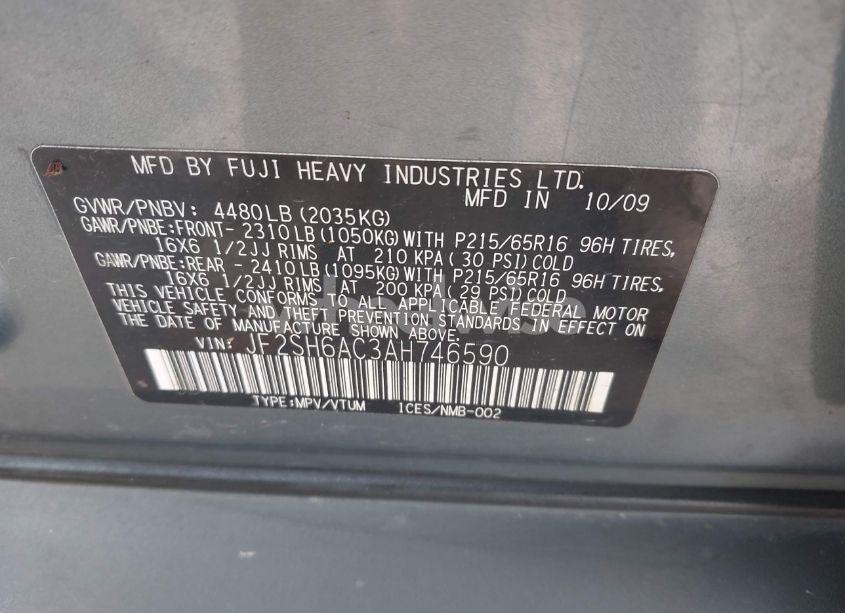 MFD BY FUJI HEAVY INDUSTRIES LTD.
MFD IN 10/09
GVWR/PNBV: 4480LB(2035KG)
GAWR/PNBE:FRONT- 2310LB(1050KG)WITH P215/65R16 96H TIRES,
16X6 1/2JJ RIMS AT 210 KPA(30 PSI)COLD
GAWR/PNBE:REAR - 2410LB(1095KG)WITH P215/65R16 96H TIRES,
16X6 1/2JJ RIMS AT 200 KPA(29 PSI)COLD
THIS VEHICLE CONFORMS TO ALL APPLICABLE FEDERAL MOTOR
VEHICLE SAFETY AND THEFT PREVENTION STANDARDS IN EFFECT ON
THE DATE OF MANUFACTURE SHOWN ABOVE.
VIN: JF2SH6AC3AH746590
TYPE:MPV/VTUM ICES/NMB-002